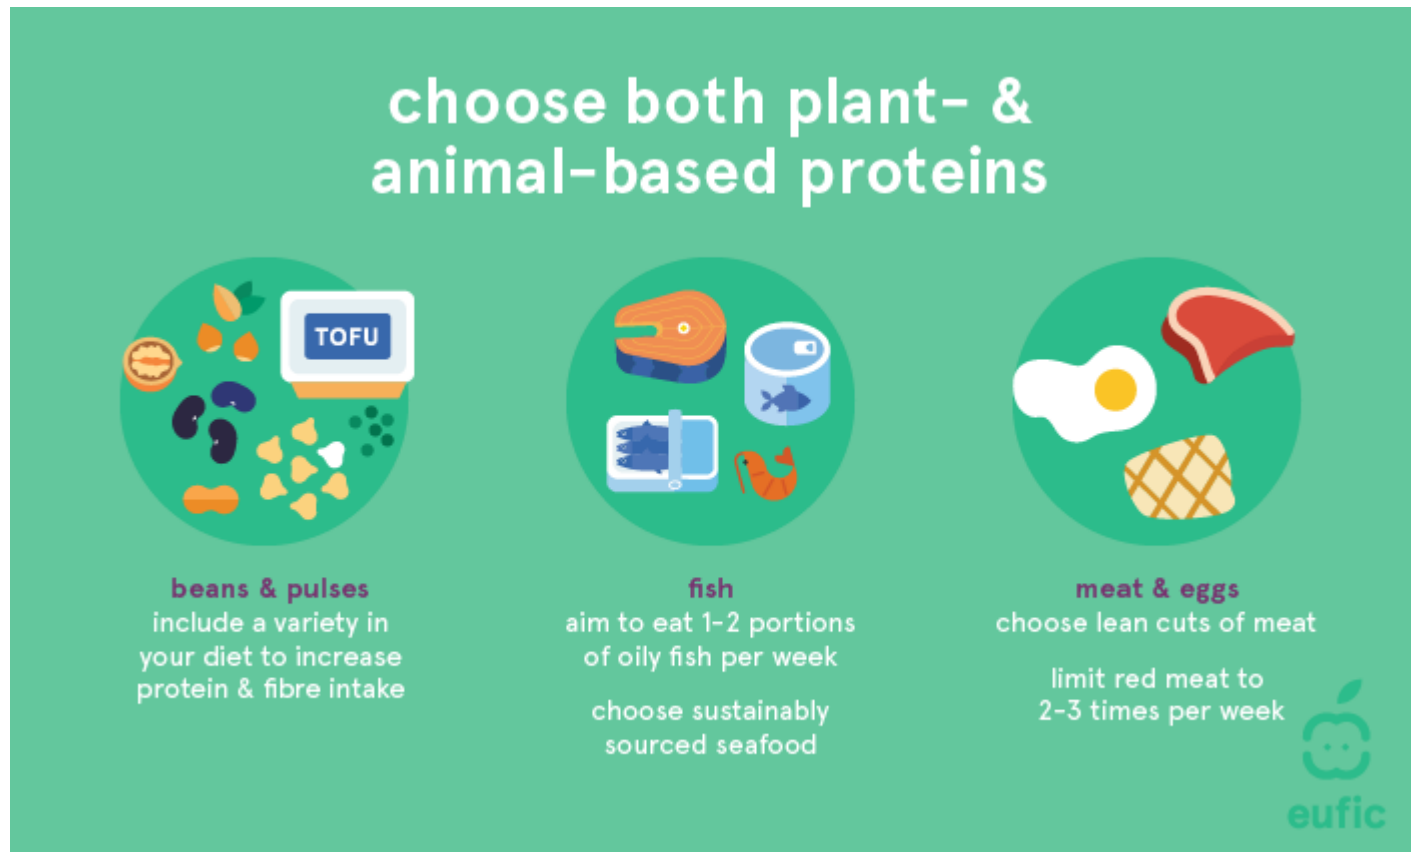 choose both plant- &
animal-based proteins
TOFU
beans & pulses
include a variety in
your diet to increase
protein & fibre intake
fish
aim to eat 1-2 portions
of oily fish per week
choose sustainably
sourced seafood
meat & eggs
choose lean cuts of meat
limit red meat to
2-3 times per week
eufic